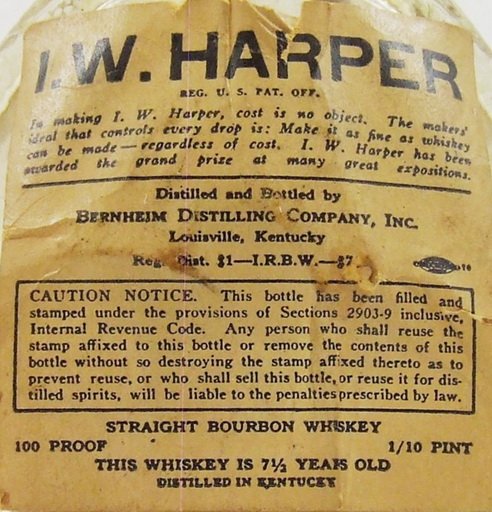 I.W. HARPER
REG. U. S. PAT. OFF.
In making I. W. Harper, cost is no object. The makers'
ideal that controls every drop is: Make it as fine as whiskey
can be made—regardless of cost. I. W. Harper has been
awarded the grand prize at many great expositions.
Distilled and Bottled by
BERNHEIM DISTILLING COMPANY, INC.
Louisville, Kentucky
Reg. Dist. #1—I.R.B.W.—#7
CAUTION NOTICE. This bottle has been filled and
stamped under the provisions of Sections 2903-9 inclusive,
Internal Revenue Code. Any person who shall reuse the
stamp affixed to this bottle or remove the contents of this
bottle without so destroying the stamp affixed thereto as to
prevent reuse, or who shall sell this bottle, or reuse it for dis-
tilled spirits, will be liable to the penalties prescribed by law.
STRAIGHT BOURBON WHISKEY
100 PROOF 1/10 PINT
THIS WHISKEY IS 7½ YEARS OLD
DISTILLED IN KENTUCKY